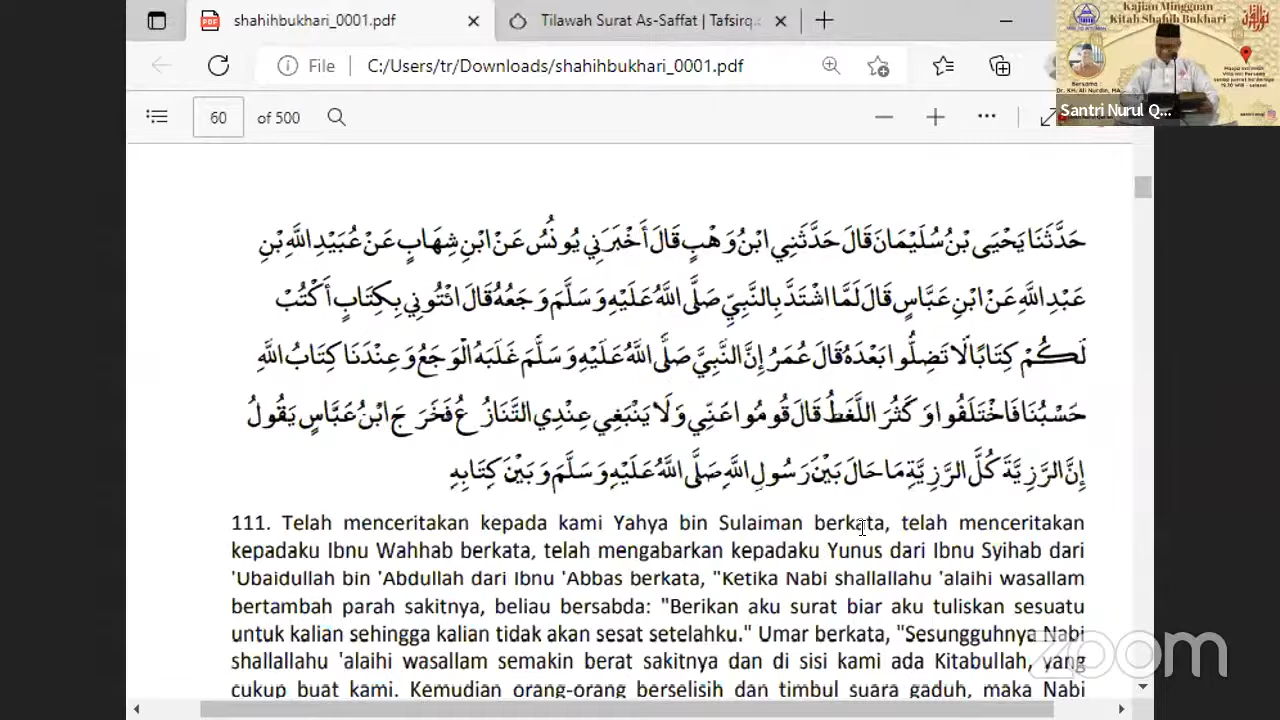 shahihbukhari_0001.pdf
Tilawah Surat As-Saffat | Tafsirq.
File
C:/Users/tr/Downloads/shahihbukhari_0001.pdf
60 of 500
Kajian Mingguan
Kitab Shahih Bukhari
Bersama
Dr. KH. Ali Nurdin, MA
Santri Nurul Q...
حَدَّثَنَا يَحْيَى بْنُ سُلَيْمَانَ قَالَ حَدَّثَنِي ابْنُ وَهْبٍ قَالَ أَخْبَرَنِي يُونُسُ عَنْ ابْنِ شِهَابٍ عَنْ عُبَيْدِ اللَّهِ بْنِ
عَبْدِ اللَّهِ عَنْ ابْنِ عَبَّاسٍ قَالَ لَمَّا اشْتَدَّ بِالنَّبِيِّ صَلَّى اللَّهُ عَلَيْهِ وَسَلَّمَ وَجَعُهُ قَالَ ائْتُونِي بِكِتَابٍ أَكْتُبْ
لَكُمْ كِتَابًا لَا تَضِلُّوا بَعْدَهُ قَالَ عُمَرُ إِنَّ النَّبِيَّ صَلَّى اللَّهُ عَلَيْهِ وَسَلَّمَ غَلَبَهُ الْوَجَعُ وَعِنْدَنَا كِتَابُ اللَّهِ
حَسْبُنَا فَاخْتَلَفُوا وَكَثُرَ اللَّغَطُ قَالَ قُومُوا عَنِّي وَلَا يَنْبَغِي عِنْدِي التَّنَازُعُ فَخَرَجَ ابْنُ عَبَّاسٍ يَقُولُ
إِنَّ الرَّزِيَّةَ كُلَّ الرَّزِيَّةِ مَا حَالَ بَيْنَ رَسُولِ اللَّهِ صَلَّى اللَّهُ عَلَيْهِ وَسَلَّمَ وَبَيْنَ كِتَابِهِ
111. Telah menceritakan kepada kami Yahya bin Sulaiman berkata, telah menceritakan
kepadaku Ibnu Wahhab berkata, telah mengabarkan kepadaku Yunus dari Ibnu Syihab dari
'Ubaidullah bin 'Abdullah dari Ibnu 'Abbas berkata, "Ketika Nabi shallallahu 'alaihi wasallam
bertambah parah sakitnya, beliau bersabda: "Berikan aku surat biar aku tuliskan sesuatu
untuk kalian sehingga kalian tidak akan sesat setelahku." Umar berkata, "Sesungguhnya Nabi
shallallahu 'alaihi wasallam semakin berat sakitnya dan di sisi kami ada Kitabullah, yang
cukup buat kami. Kemudian orang-orang berselisih dan timbul suara gaduh, maka Nabi
zoom